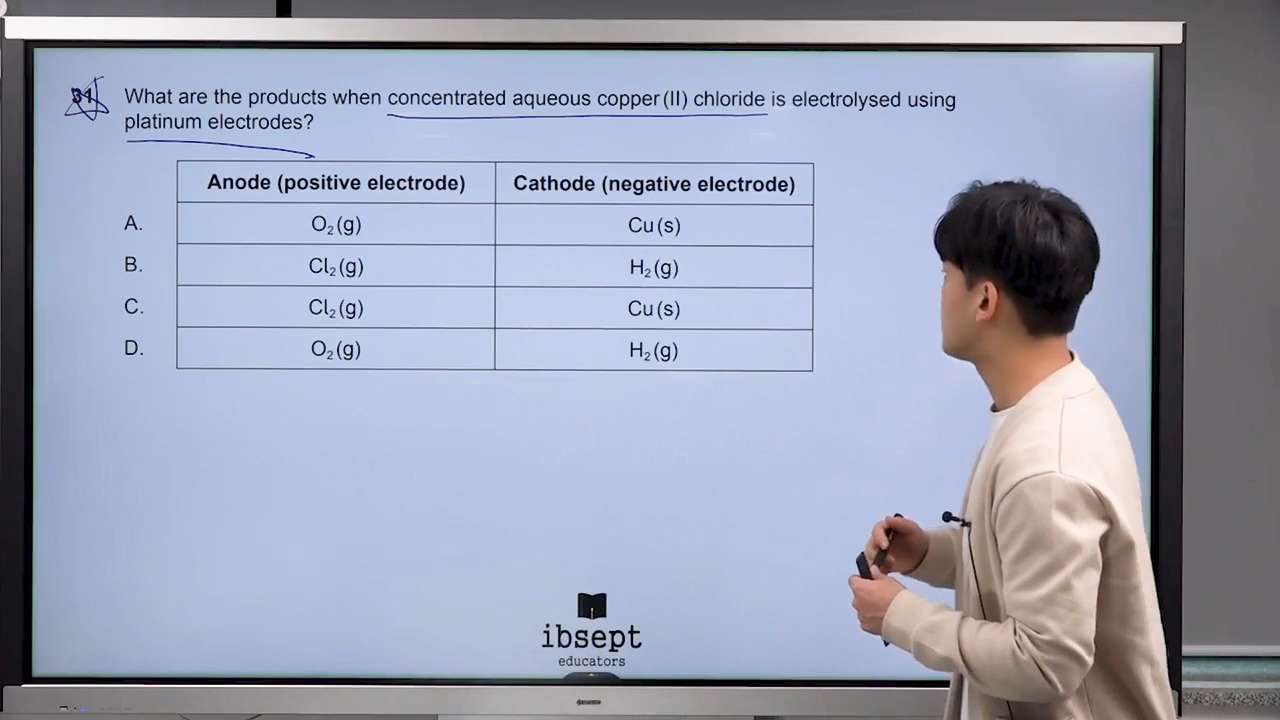 31 What are the products when concentrated aqueous copper (II) chloride is electrolysed using
platinum electrodes?
Anode (positive electrode) Cathode (negative electrode)
A. O₂(g) Cu(s)
B. Cl₂(g) H₂(g)
C. Cl₂(g) Cu(s)
D. O₂(g) H₂(g)
ibsept
educators